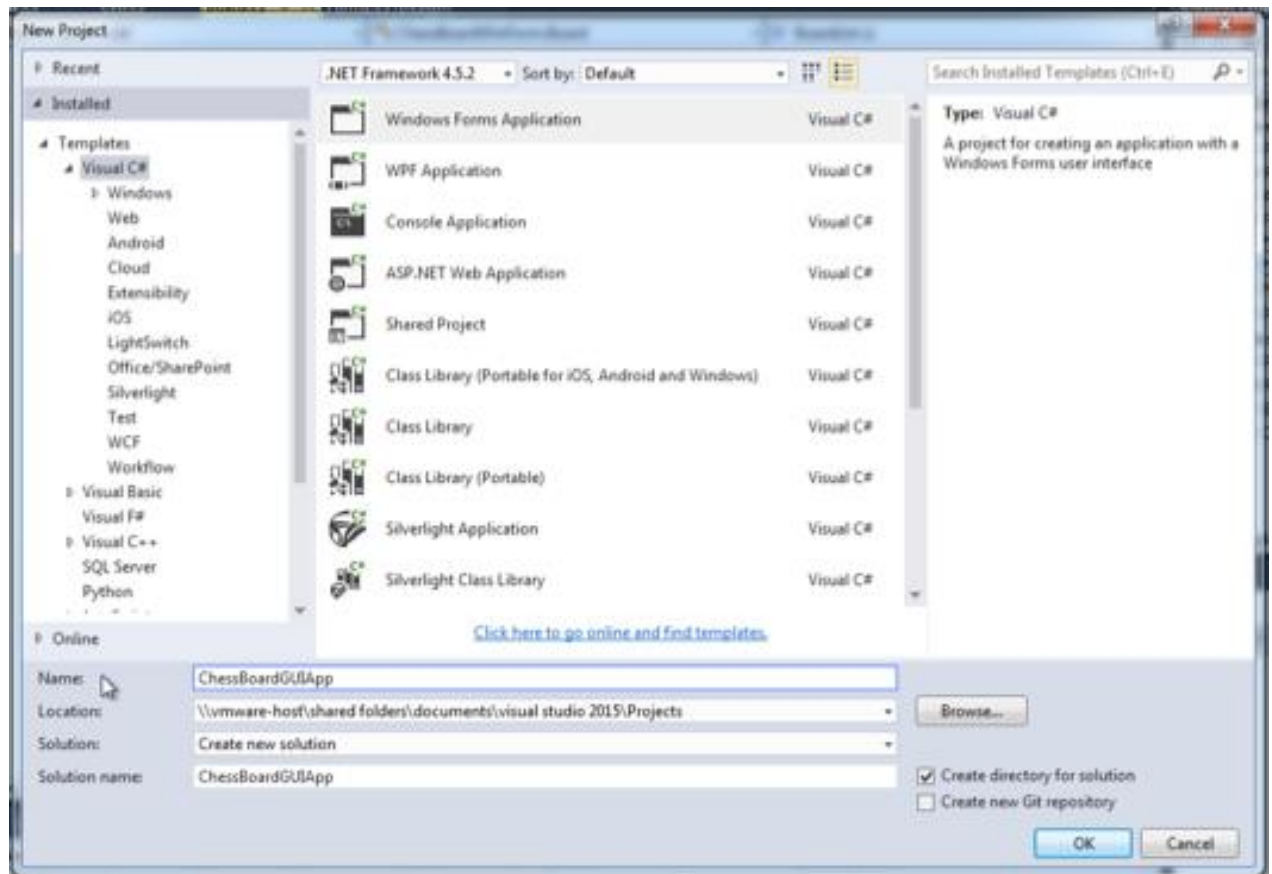 New Project
Recent
.NET Framework 4.5.2
Sort by: Default
Search Installed Templates (Ctrl+E)
Installed
Templates
Visual C#
Windows
Web
Android
Cloud
Extensibility
iOS
LightSwitch
Office/SharePoint
Silverlight
Test
WCF
Workflow
Visual Basic
Visual F#
Visual C++
SQL Server
Python
Online
Windows Forms Application Visual C#
WPF Application Visual C#
Console Application Visual C#
ASP.NET Web Application Visual C#
Shared Project Visual C#
Class Library (Portable for iOS, Android and Windows) Visual C#
Class Library Visual C#
Class Library (Portable) Visual C#
Silverlight Application Visual C#
Silverlight Class Library Visual C#
Click here to go online and find templates.
Type: Visual C#
A project for creating an application with a
Windows Forms user interface
Name: ChessBoardGUIApp
Location: \\vmware-host\shared folders\documents\visual studio 2015\Projects
Browse...
Solution: Create new solution
Solution name: ChessBoardGUIApp
Create directory for solution
Create new Git repository
OK
Cancel